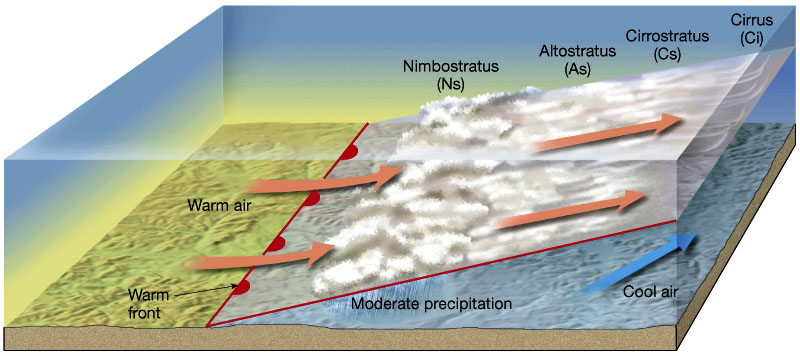 Cirrus
(Ci)
Cirrostratus
(Cs)
Altostratus
(As)
Nimbostratus
(Ns)
Warm air
Warm
front
Moderate precipitation
Cool air